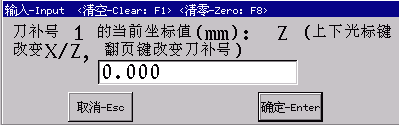 输入-Input <清空-Clear: F1> <清零-Zero: F8>
刀补号 1 的当前坐标值(mm): Z (上下光标键
改变X/Z, 翻页键改变刀补号)
0.000
取消-Esc 确定-Enter